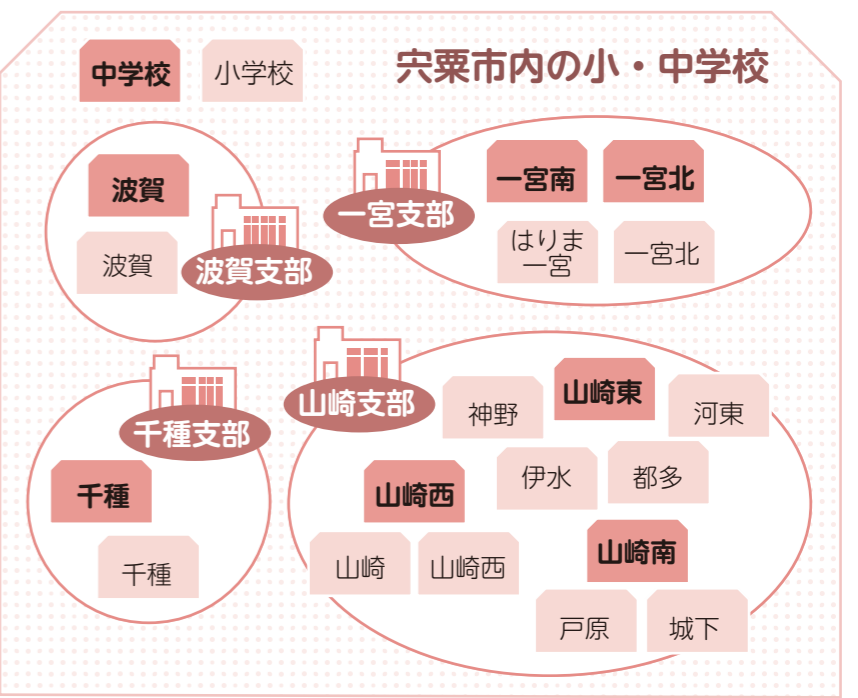 中学校
小学校
宍粟市内の小・中学校
波賀
波賀
波賀支部
一宮支部
一宮南
一宮北
はりま
一宮
一宮北
千種支部
千種
千種
山崎支部
神野
山崎東
河東
伊水
都多
山崎西
山崎南
山崎
山崎西
戸原
城下